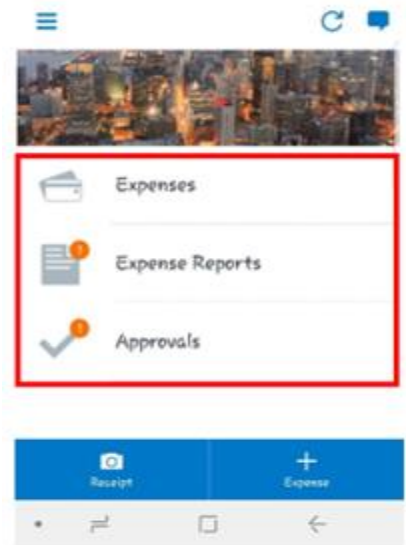 Expenses
Expense Reports
Approvals
Receipt
Expense